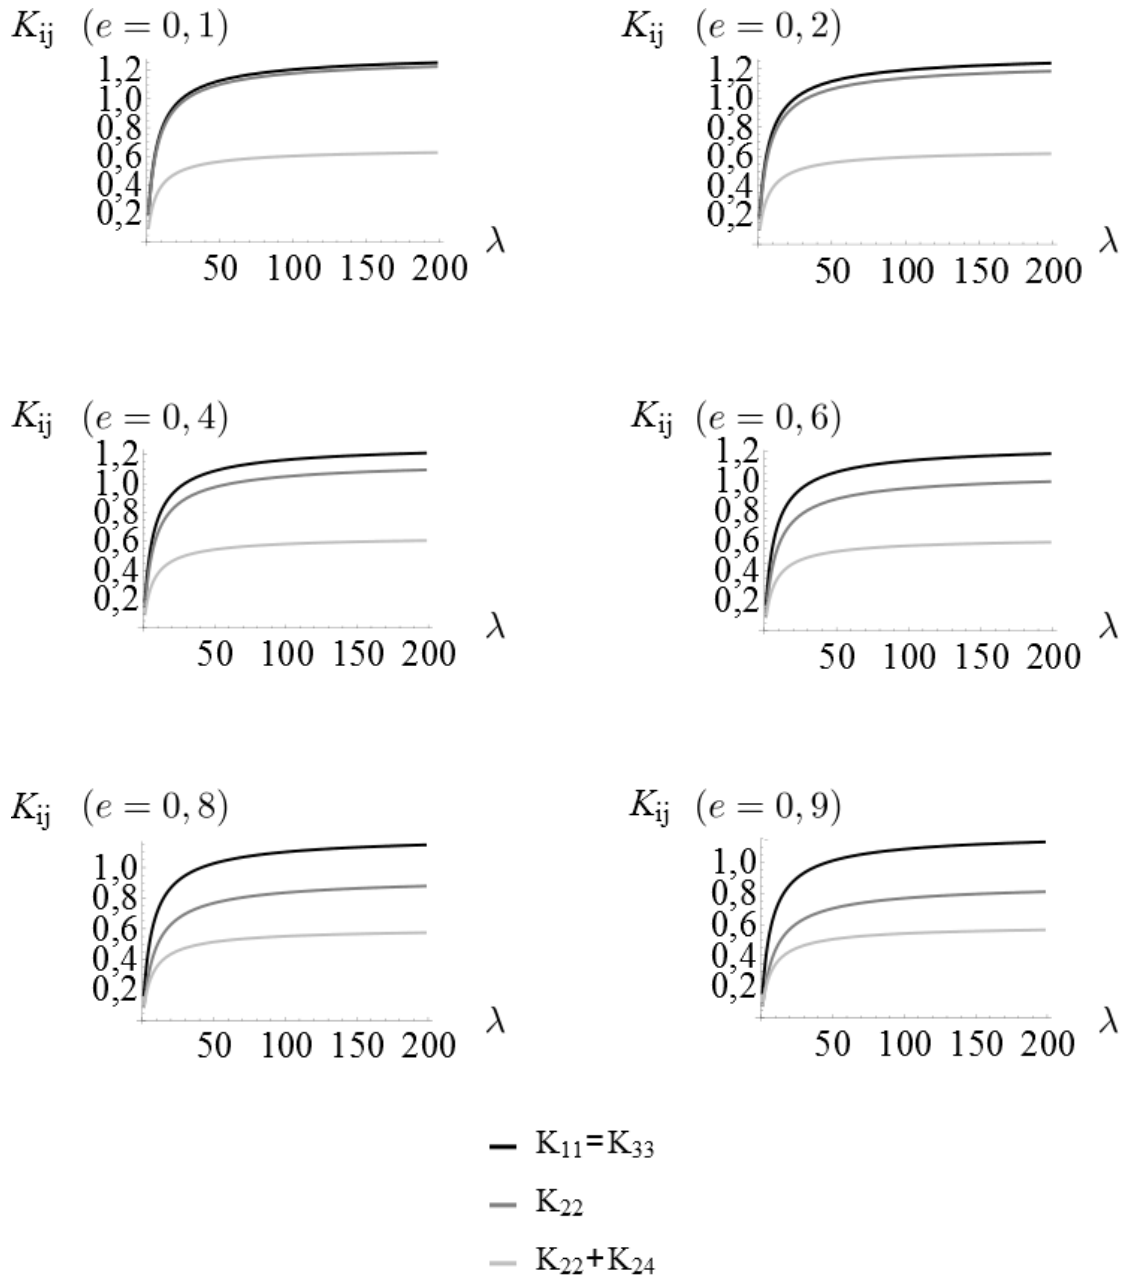 K_ij (e = 0, 1)
1,2
1,0
0,8
0,6
0,4
0,2
50 100 150 200
λ
K_ij (e = 0, 2)
1,2
1,0
0,8
0,6
0,4
0,2
50 100 150 200
λ
K_ij (e = 0, 4)
1,2
1,0
0,8
0,6
0,4
0,2
50 100 150 200
λ
K_ij (e = 0, 6)
1,2
1,0
0,8
0,6
0,4
0,2
50 100 150 200
λ
K_ij (e = 0, 8)
1,0
0,8
0,6
0,4
0,2
50 100 150 200
λ
K_ij (e = 0, 9)
1,0
0,8
0,6
0,4
0,2
50 100 150 200
λ
K₁₁=K₃₃
K₂₂
K₂₂+K₂₄